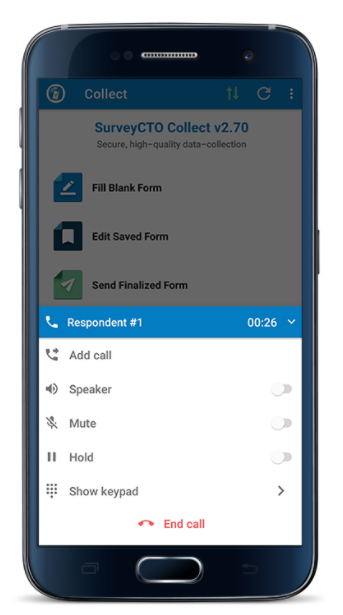 Collect
SurveyCTO Collect v2.70
Secure, high-quality data-collection
Fill Blank Form
Edit Saved Form
Send Finalized Form
Respondent #1 00:26
Add call
Speaker
Mute
Hold
Show keypad
End call